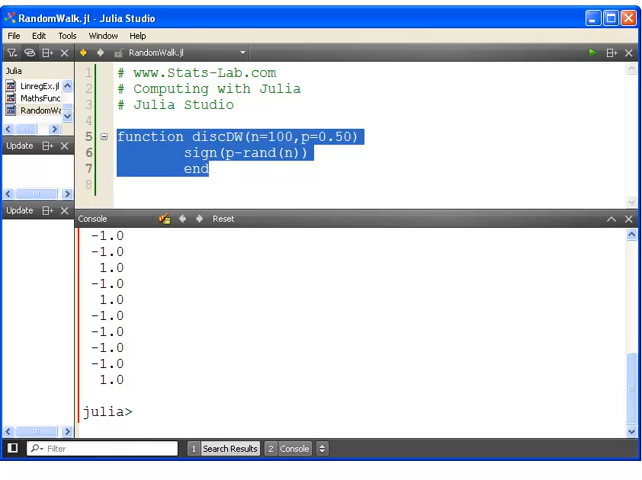 RandomWalk.jl - Julia Studio
File Edit Tools Window Help
RandomWalk.jl
Julia
LinregEx.jl
MathsFunc
RandomWa
Update
Update
1 # www.Stats-Lab.com
2 # Computing with Julia
3 # Julia Studio
4
5 function discDW(n=100,p=0.50)
6 sign(p-rand(n))
7 end
8
Console Reset
-1.0
-1.0
1.0
-1.0
1.0
-1.0
-1.0
-1.0
-1.0
1.0
julia>
Filter 1 Search Results 2 Console